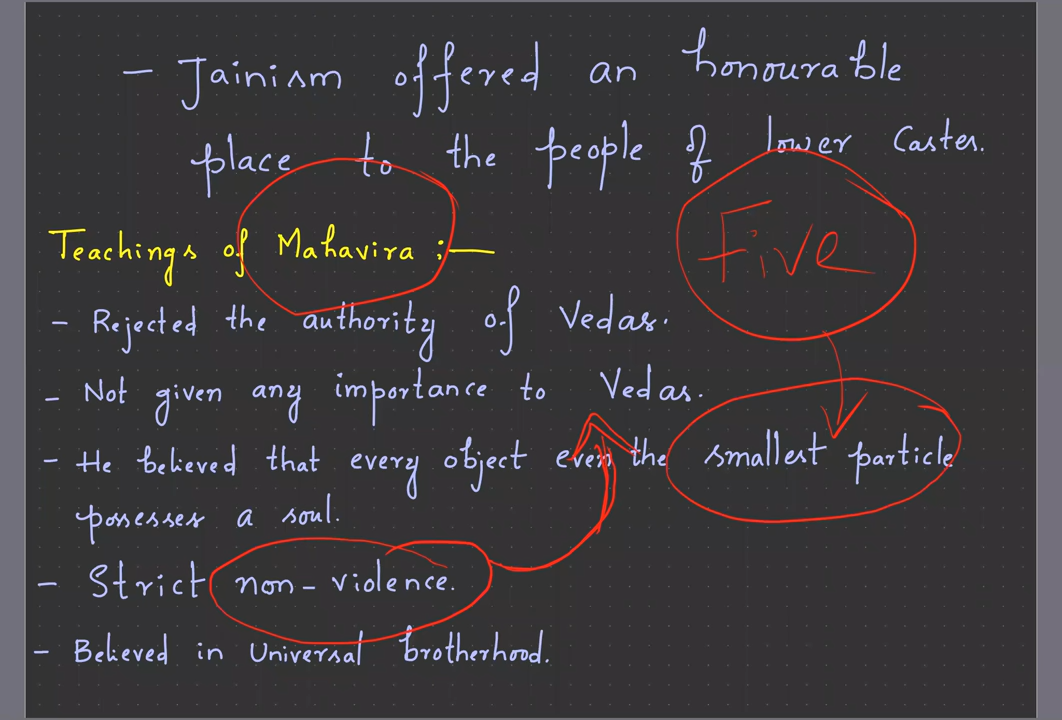 - Jainism offered an honourable
place to the people of lower Castes.
Teachings of Mahavira :—
Five
- Rejected the authority of Vedas.
- Not given any importance to Vedas.
- He believed that every object even the smallest particle
possesses a soul.
- Strict non-violence.
- Believed in Universal brotherhood.